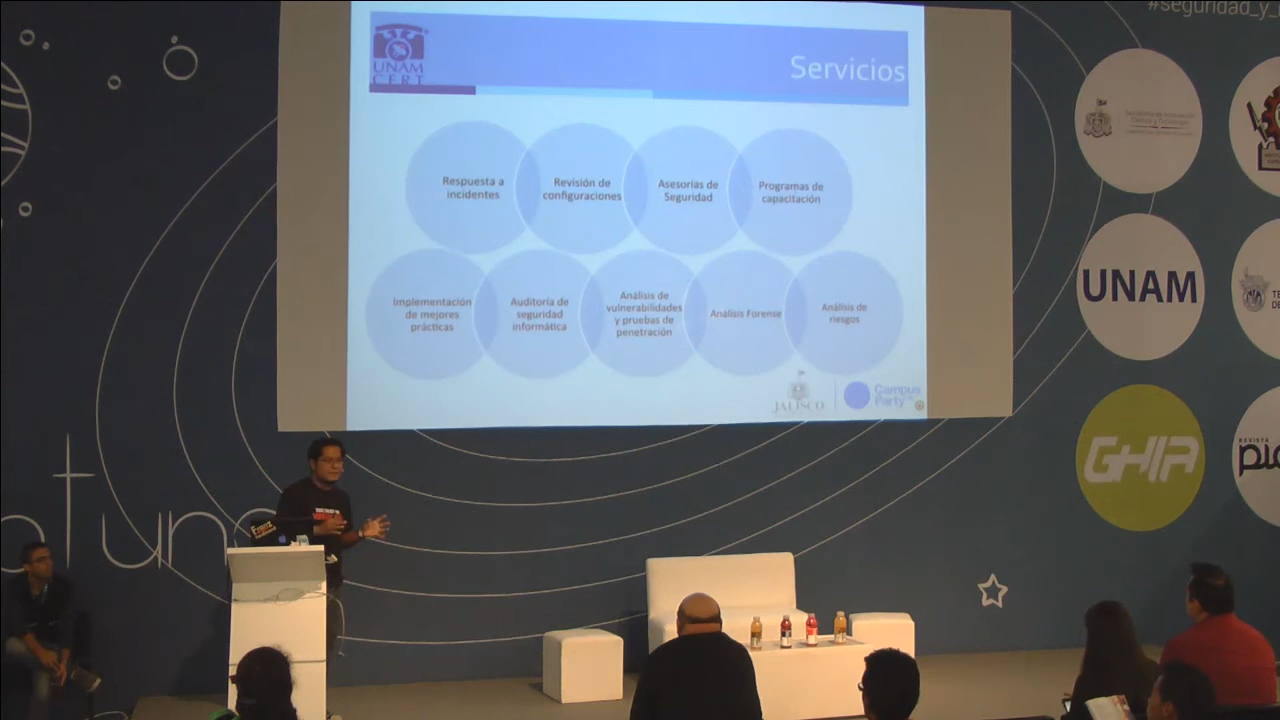 #seguridad_y_
UNAM
CERT
Servicios
Respuesta a
incidentes
Revisión de
configuraciones
Asesorías de
Seguridad
Programas de
capacitación
Implementación
de mejores
prácticas
Auditoría de
seguridad
informática
Análisis de
vulnerabilidades
y pruebas de
penetración
Análisis Forense
Análisis de
riesgos
JALISCO
Campus
Party
UNAM
GHIA
REVISTA